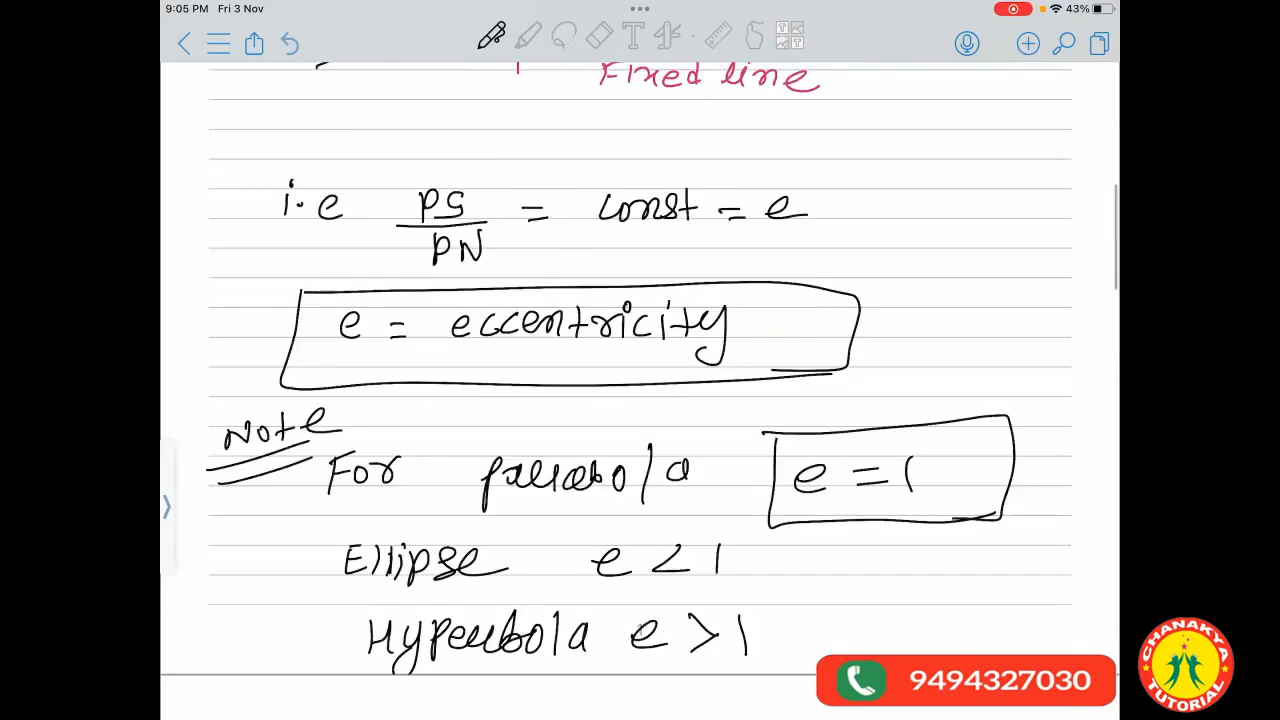 9:05 PM Fri 3 Nov
43%
Fixed line
i.e PS/PN = const = e
e = eccentricity
Note
For parabola e = 1
Ellipse e < 1
Hyperbola e > 1
9494327030
CHANAKYA
TUTORIAL